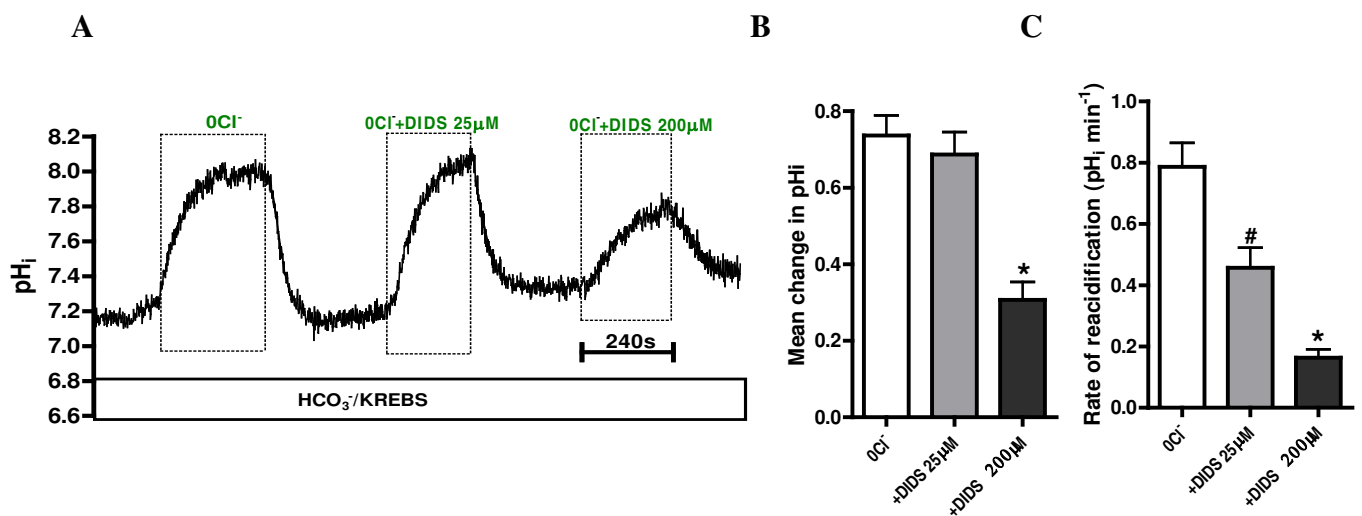 A
B
C
0Cl⁻
0Cl⁻+DIDS 25µM
0Cl⁻+DIDS 200µM
pHᵢ
8.2
8.0
7.8
7.6
7.4
7.2
7.0
6.8
6.6
240s
HCO₃⁻/KREBS
Mean change in pHi
0.8
0.6
0.4
0.2
0.0
*
0Cl⁻
+DIDS 25µM
+DIDS 200µM
Rate of reacidification (pHᵢ min⁻¹)
1.0
0.8
0.6
0.4
0.2
0.0
#
*
0Cl⁻
+DIDS 25µM
+DIDS 200µM